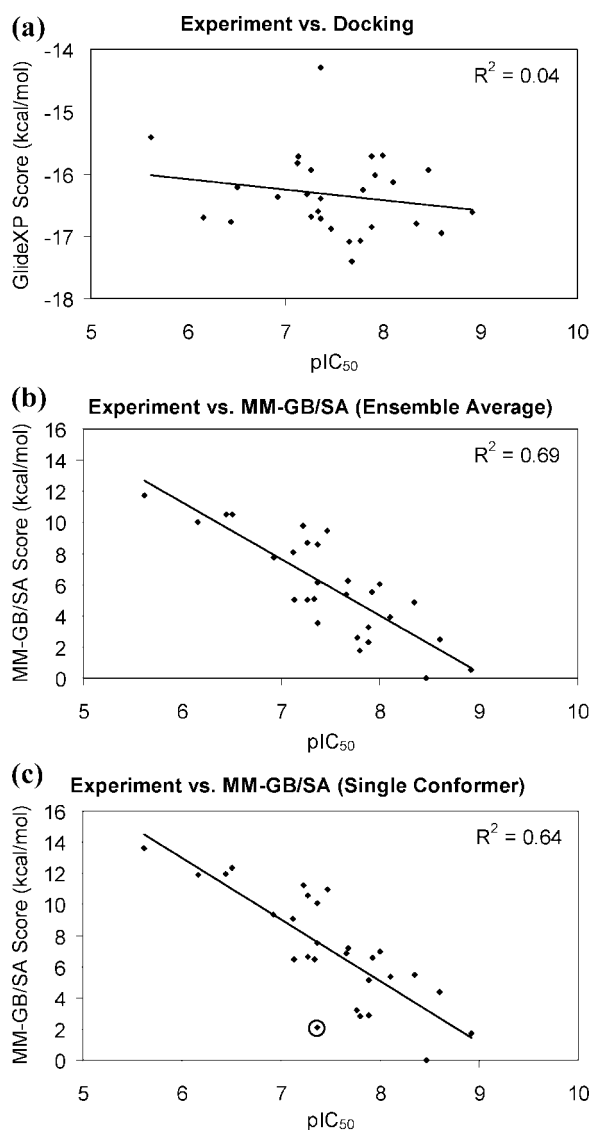 (a)
Experiment vs. Docking
R² = 0.04
GlideXP Score (kcal/mol)
-14
-15
-16
-17
-18
5 6 7 8 9 10
pIC₅₀
(b)
Experiment vs. MM-GB/SA (Ensemble Average)
R² = 0.69
MM-GB/SA Score (kcal/mol)
16
14
12
10
8
6
4
2
0
5 6 7 8 9 10
pIC₅₀
(c)
Experiment vs. MM-GB/SA (Single Conformer)
R² = 0.64
MM-GB/SA Score (kcal/mol)
16
14
12
10
8
6
4
2
0
5 6 7 8 9 10
pIC₅₀